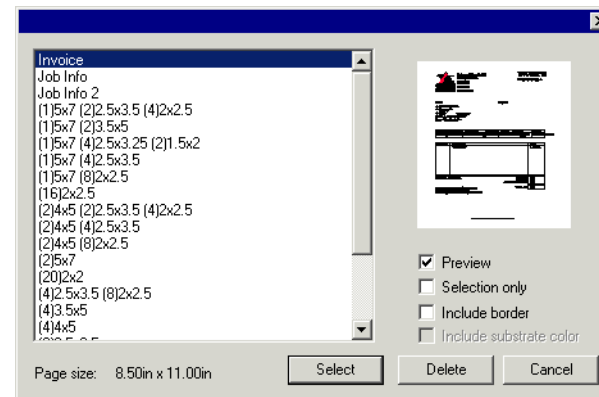 Invoice
Job Info
Job Info 2
(1)5x7 (2)2.5x3.5 (4)2x2.5
(1)5x7 (2)3.5x5
(1)5x7 (4)2.5x3.25 (2)1.5x2
(1)5x7 (4)2.5x3.5
(1)5x7 (8)2x2.5
(16)2x2.5
(2)4x5 (2)2.5x3.5 (4)2x2.5
(2)4x5 (4)2.5x3.5
(2)4x5 (8)2x2.5
(2)5x7
(20)2x2
(4)2.5x3.5 (8)2x2.5
(4)3.5x5
(4)4x5
Preview
Selection only
Include border
Include substrate color
Page size: 8.50in x 11.00in
Select
Delete
Cancel